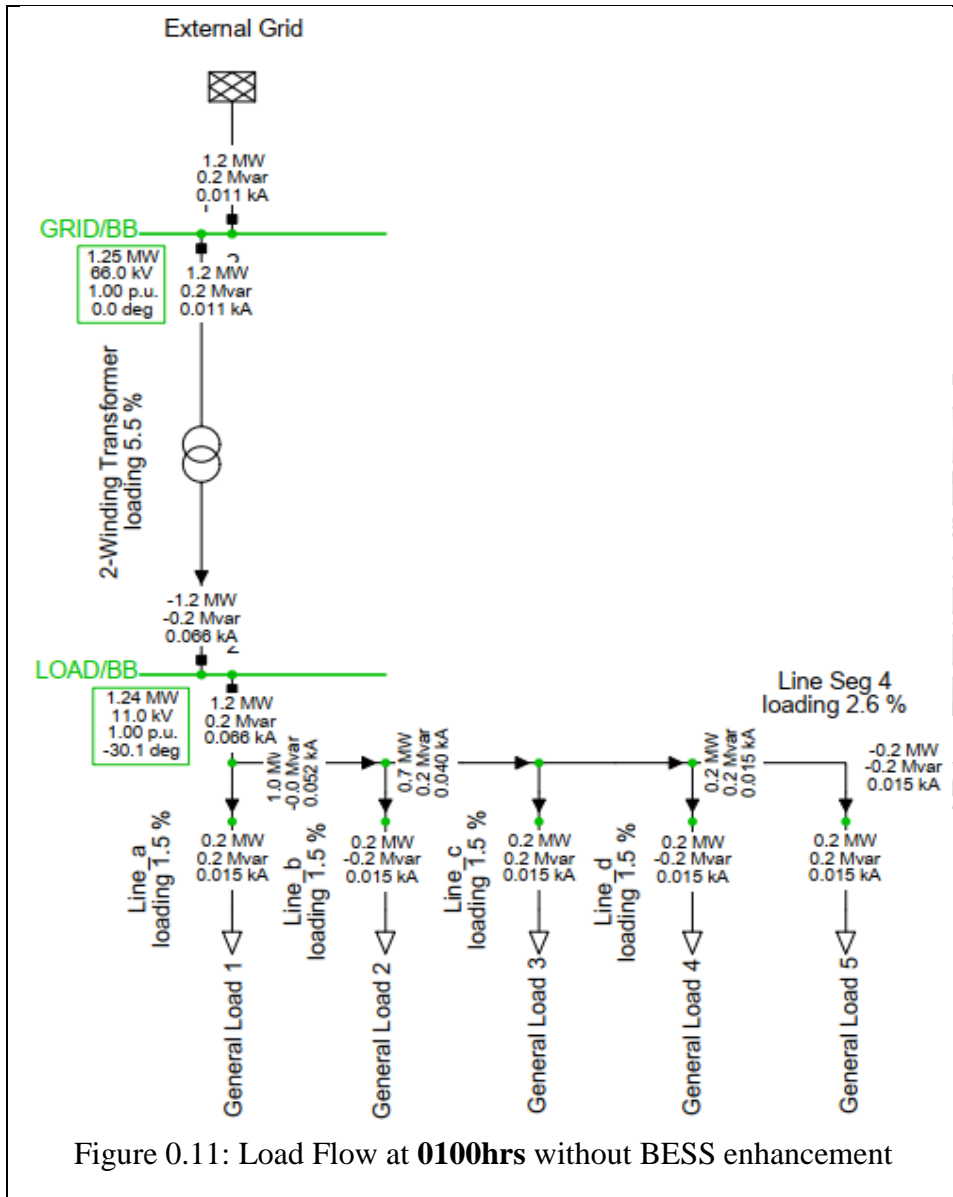 External Grid
1.2 MW
0.2 Mvar
0.011 kA
GRID/BB
1.25 MW
66.0 kV
1.00 p.u.
0.0 deg
1.2 MW
0.2 Mvar
0.011 kA
2-Winding Transformer
loading 5.5 %
-1.2 MW
-0.2 Mvar
0.066 kA
LOAD/BB
1.24 MW
11.0 kV
1.00 p.u.
-30.1 deg
1.2 MW
0.2 Mvar
0.066 kA
Line Seg 4
loading 2.6 %
1.0 MW
-0.0 Mvar
0.052 kA
0.7 MW
0.2 Mvar
0.040 kA
0.2 MW
0.2 Mvar
0.015 kA
-0.2 MW
-0.2 Mvar
0.015 kA
Line_a
loading 1.5 %
0.2 MW
0.2 Mvar
0.015 kA
Line_b
loading 1.5 %
0.2 MW
-0.2 Mvar
0.015 kA
Line_c
loading 1.5 %
0.2 MW
0.2 Mvar
0.015 kA
Line_d
loading 1.5 %
0.2 MW
-0.2 Mvar
0.015 kA
0.2 MW
0.2 Mvar
0.015 kA
General Load 1
General Load 2
General Load 3
General Load 4
General Load 5
Figure 0.11: Load Flow at 0100hrs without BESS enhancement